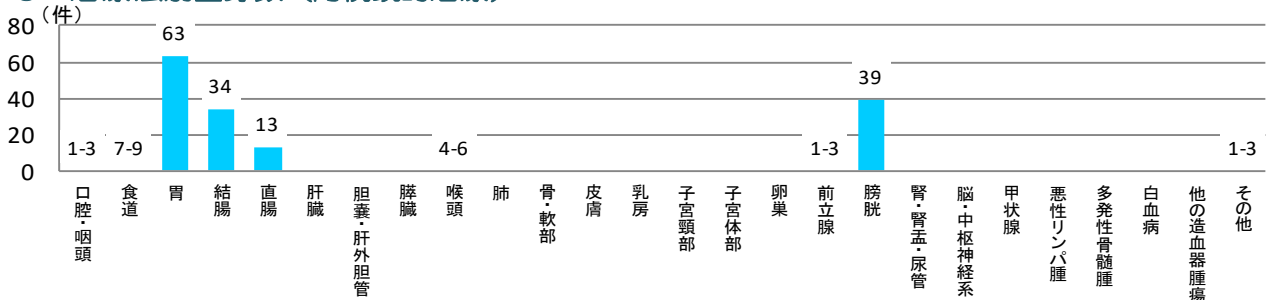 (件)
80
60
40
20
0
1-3
7-9
63
34
13
4-6
1-3
39
1-3
口腔・咽頭
食道
胃
結腸
直腸
肝臓
胆嚢・肝外胆管
膵臓
喉頭
肺
骨・軟部
皮膚
乳房
子宮頸部
子宮体部
卵巣
前立腺
膀胱
腎・腎盂・尿管
脳・中枢神経系
甲状腺
悪性リンパ腫
多発性骨髄腫
白血病
他の造血器腫瘍
その他